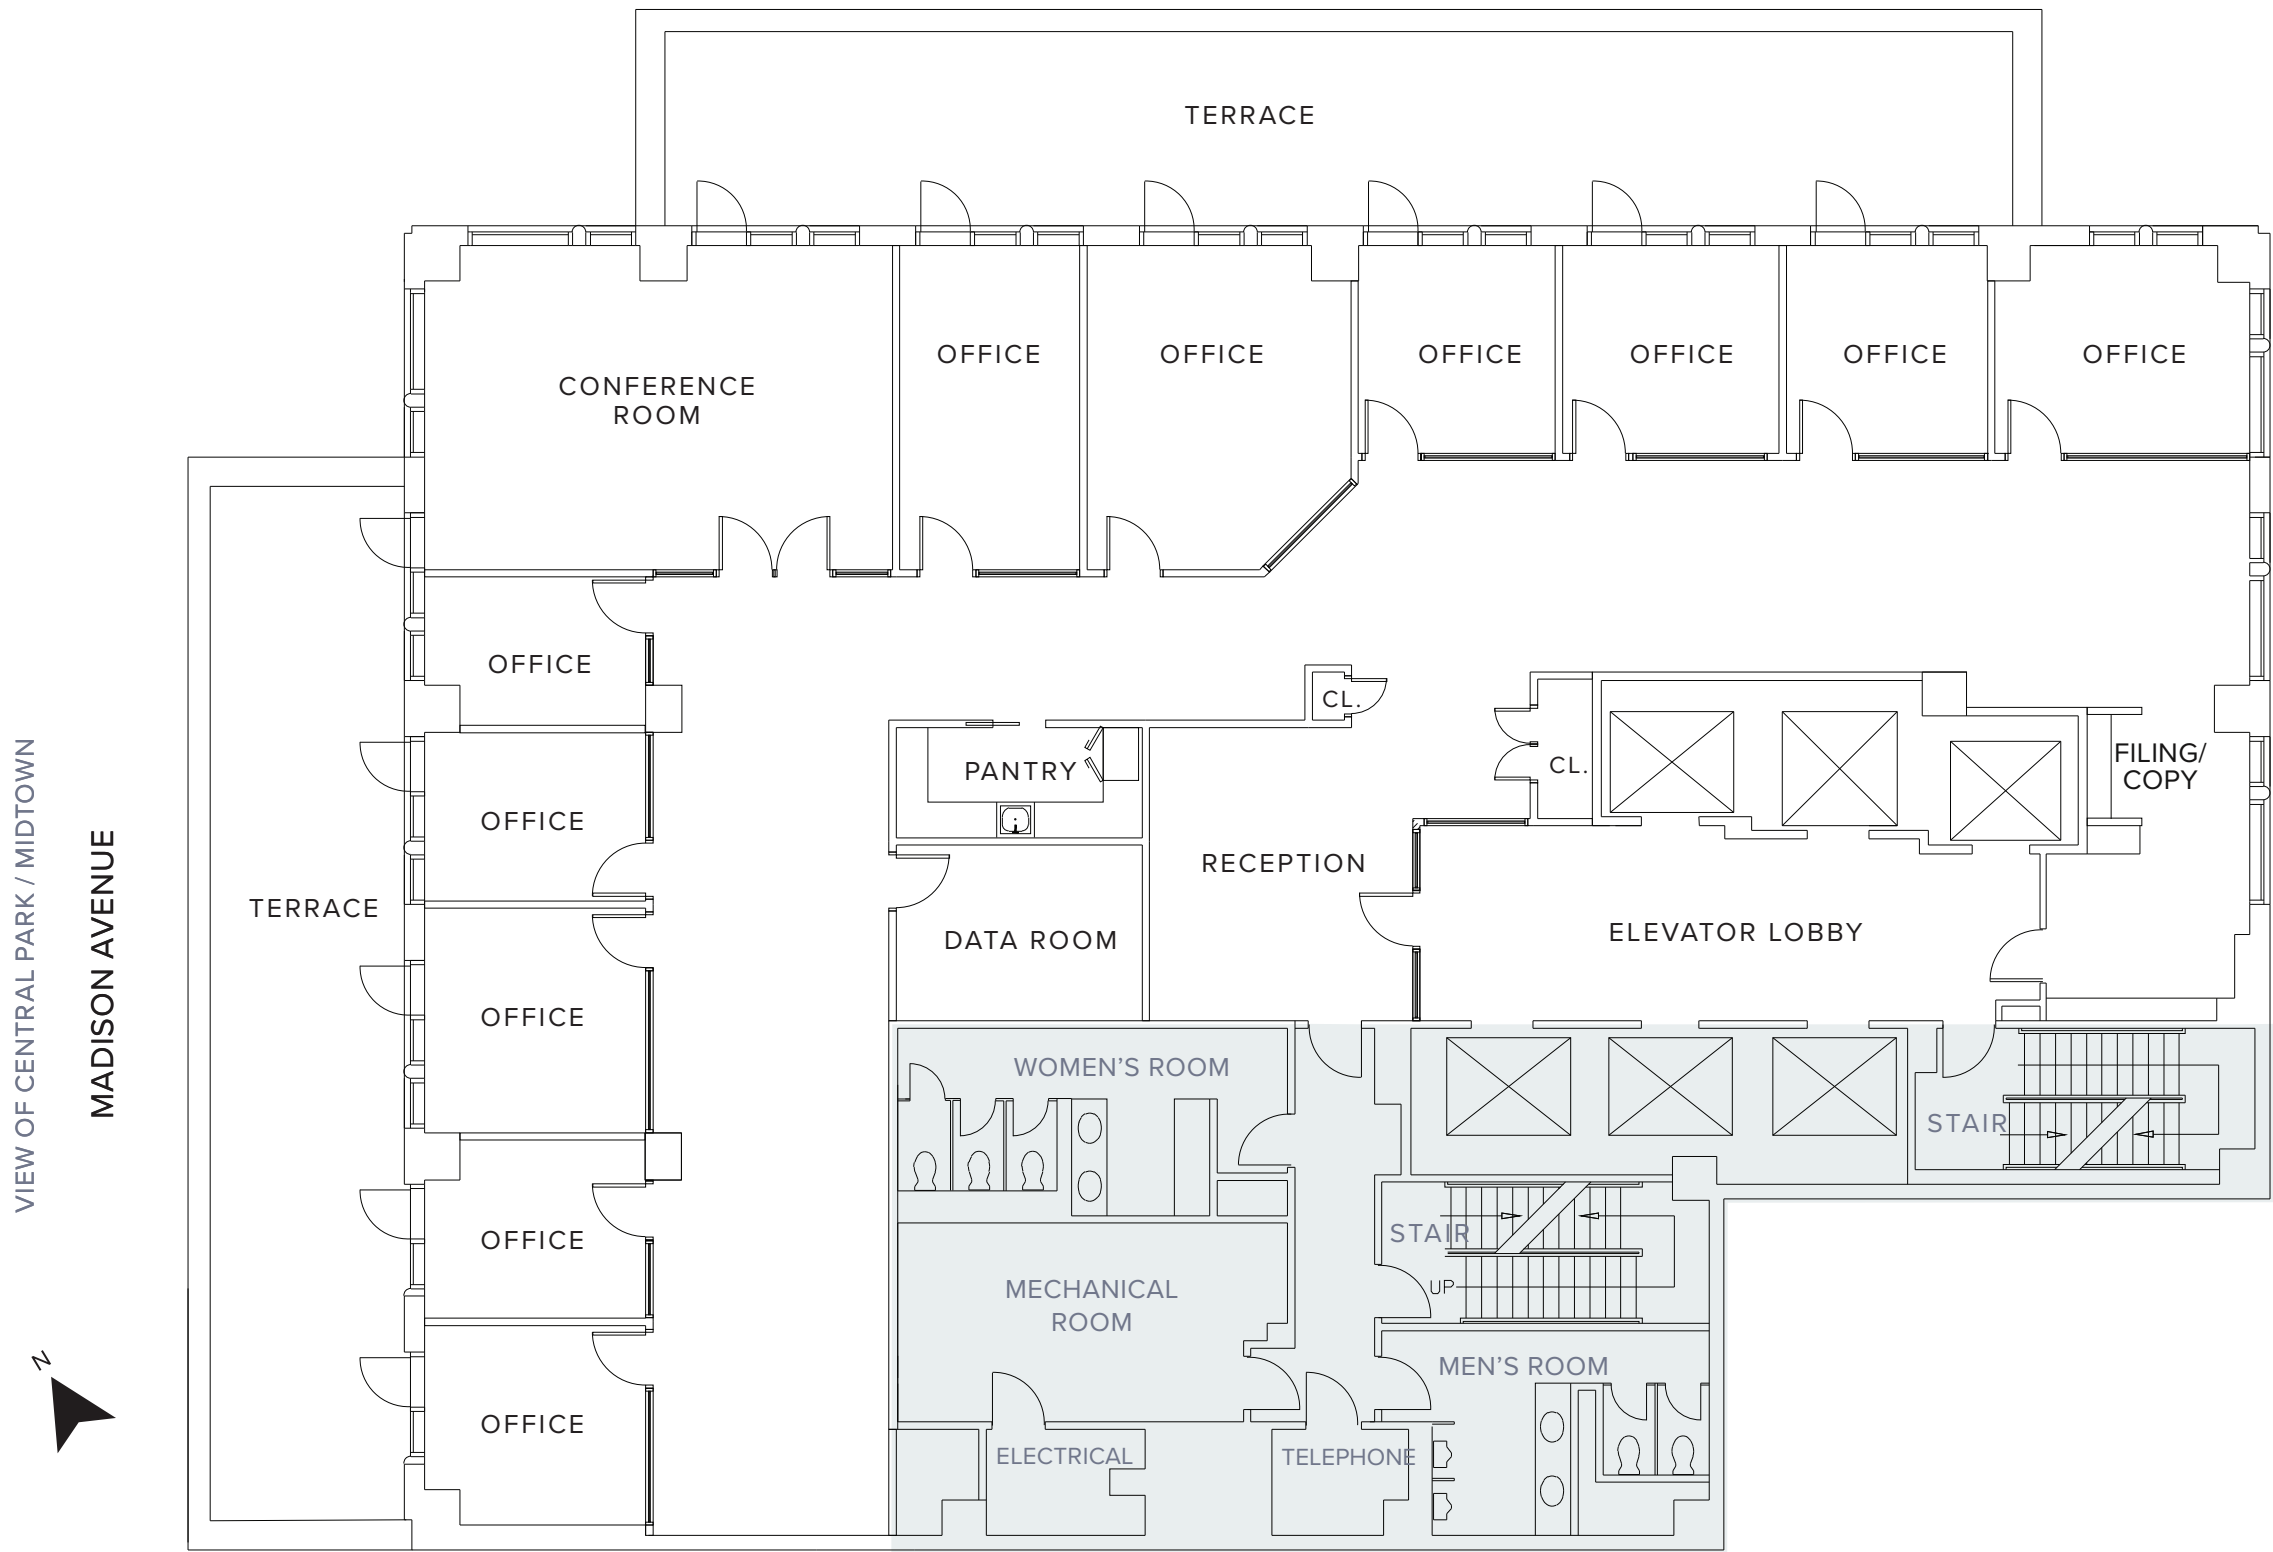 TERRACE
OFFICE
OFFICE
OFFICE
OFFICE
OFFICE
OFFICE
CONFERENCE
ROOM
OFFICE
CL.
PANTRY
CL.
FILING/
COPY
OFFICE
RECEPTION
TERRACE
DATA ROOM
ELEVATOR LOBBY
OFFICE
VIEW OF CENTRAL PARK / MIDTOWN
MADISON AVENUE
WOMEN'S ROOM
STAIR
OFFICE
STAIR
UP
MECHANICAL
ROOM
MEN'S ROOM
N
OFFICE
ELECTRICAL
TELEPHONE